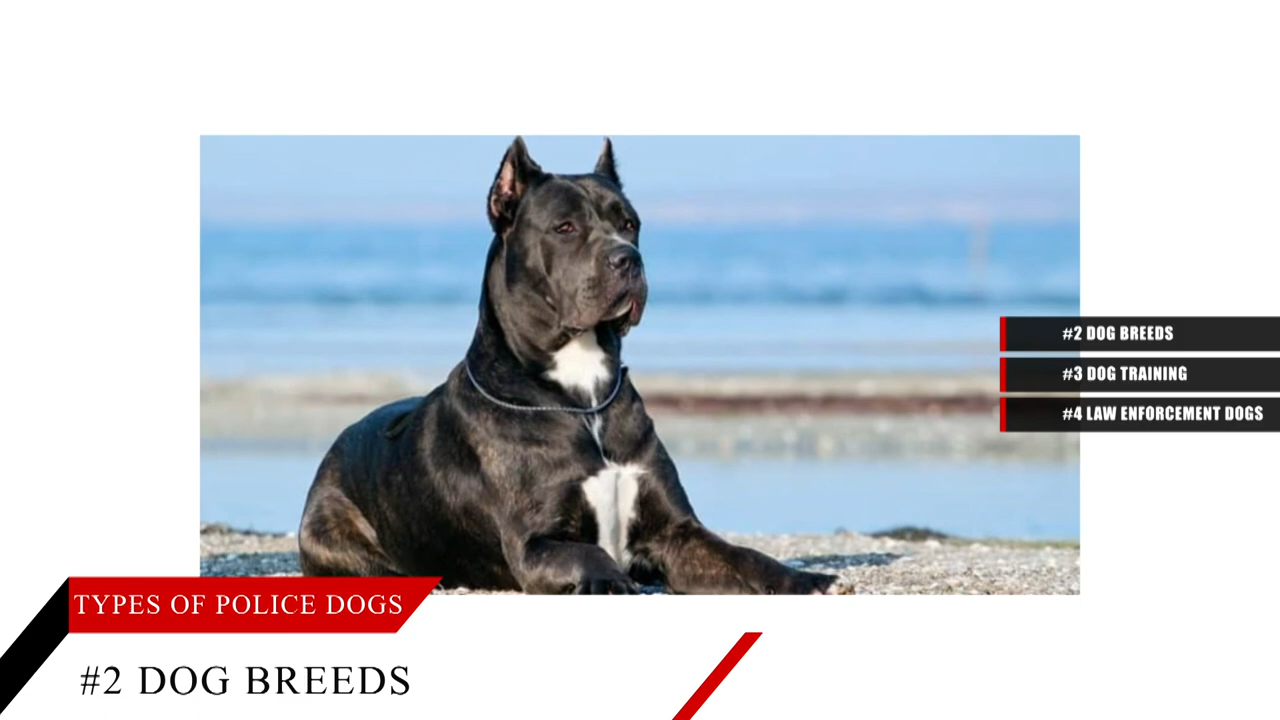 #2 DOG BREEDS
#3 DOG TRAINING
#4 LAW ENFORCEMENT DOGS
TYPES OF POLICE DOGS
#2 DOG BREEDS